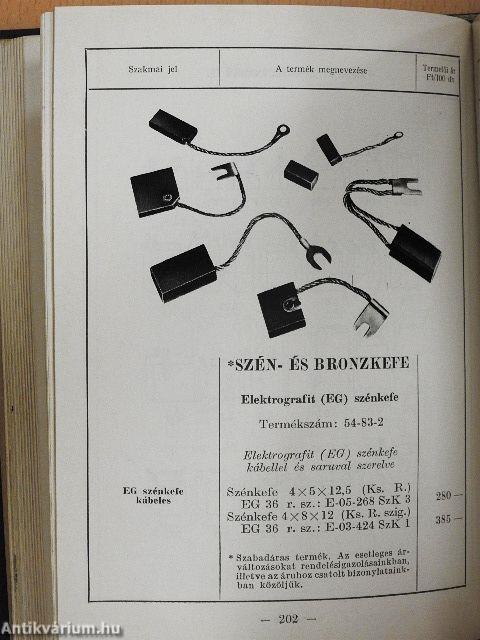 Szakmai jel
A termék megnevezése
Termelői ár
Ft/100 db
*SZÉN- ÉS BRONZKEFE
Elektrografit (EG) szénkefe
Termékszám: 54-83-2
Elektrografit (EG) szénkefe
kábellel és saruval szerelve
EG szénkefe
kábeles
Szénkefe 4×5×12,5 (Ks. R.)
EG 36 r. sz.: E-05-268 SzK 3
280 —
Szénkefe 4×8×12 (Ks. R. szig.)
EG 36 r. sz.: E-03-424 SzK 1
385 —
* Szabadáras termék. Az esetleges ár-
változásokat rendelésigazolásainkban,
illetve az áruhoz csatolt bizonylataink-
ban közöljük.
— 202 —
Antikvárium.hu